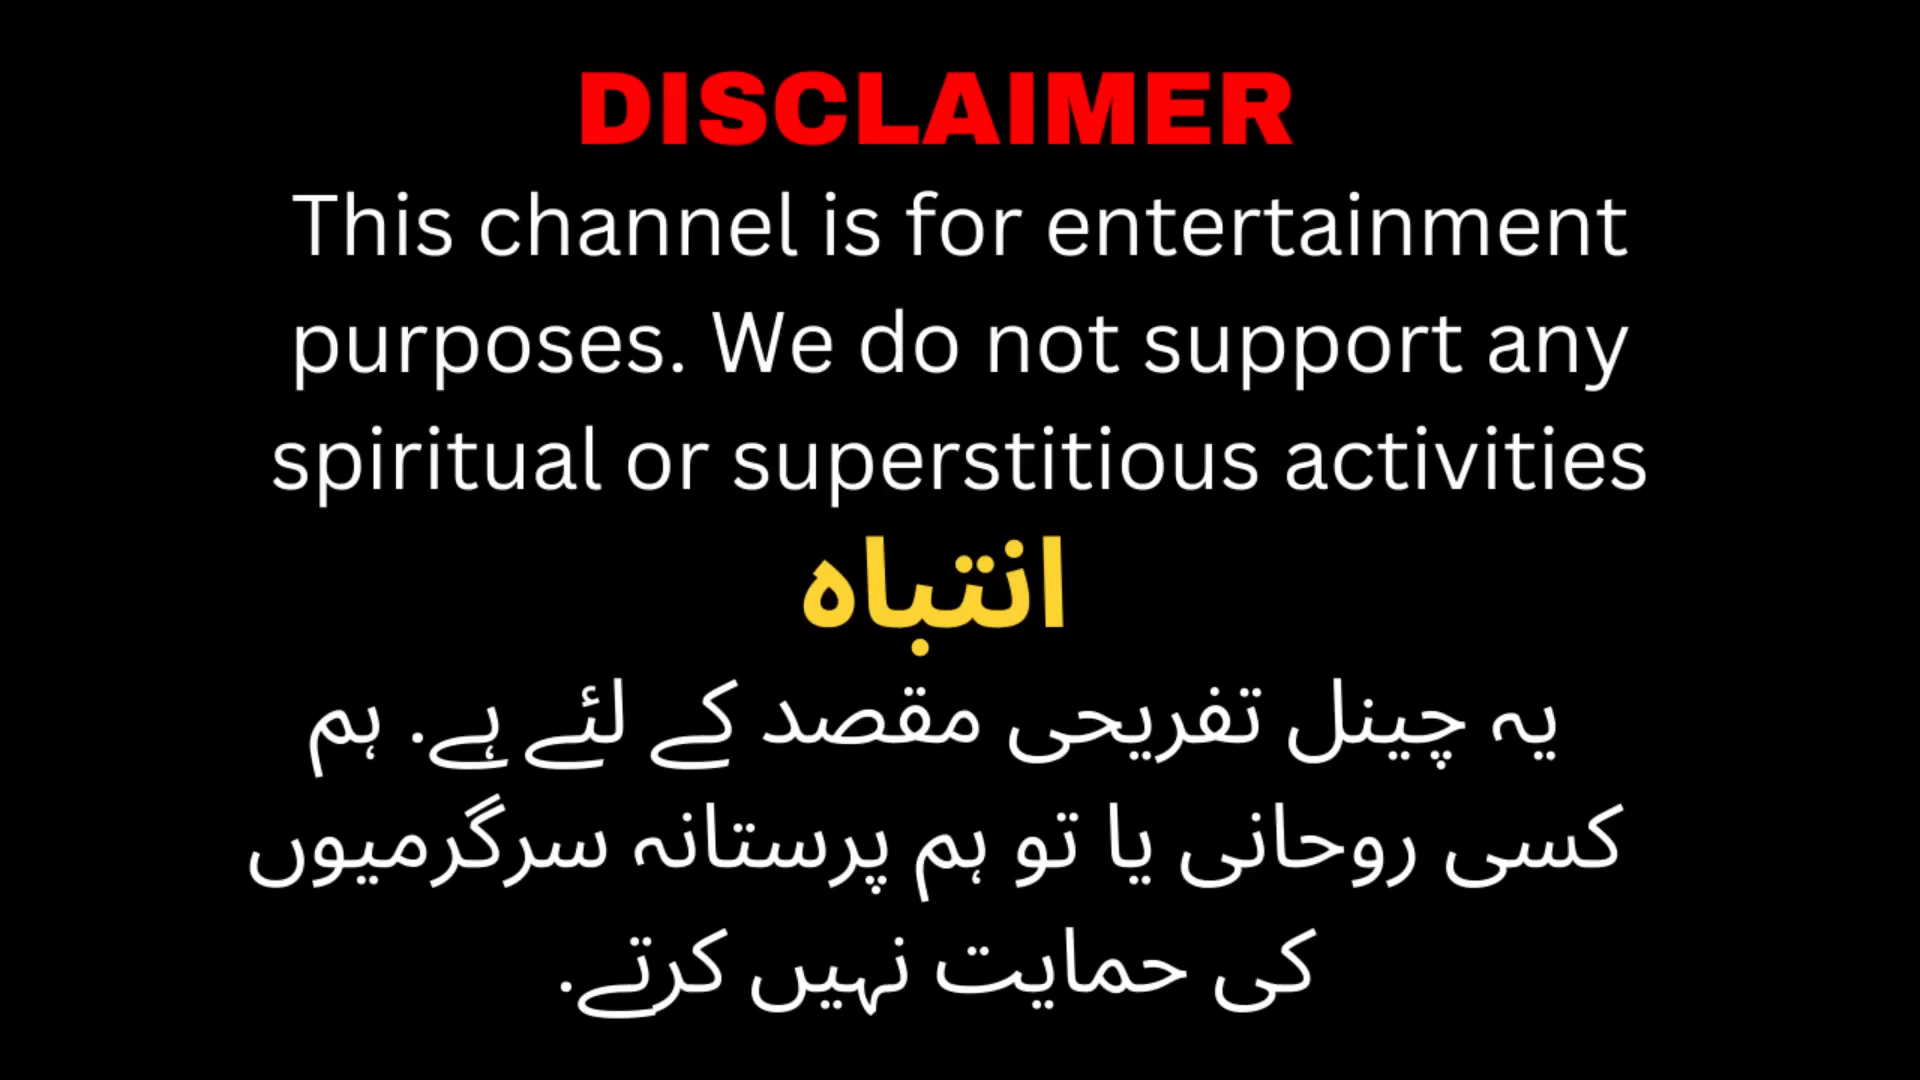 DISCLAIMER
This channel is for entertainment
purposes. We do not support any
spiritual or superstitious activities
انتباہ
یہ چینل تفریحی مقصد کے لئے ہے. ہم
کسی روحانی یا تو ہم پرستانہ سرگرمیوں
کی حمایت نہیں کرتے.